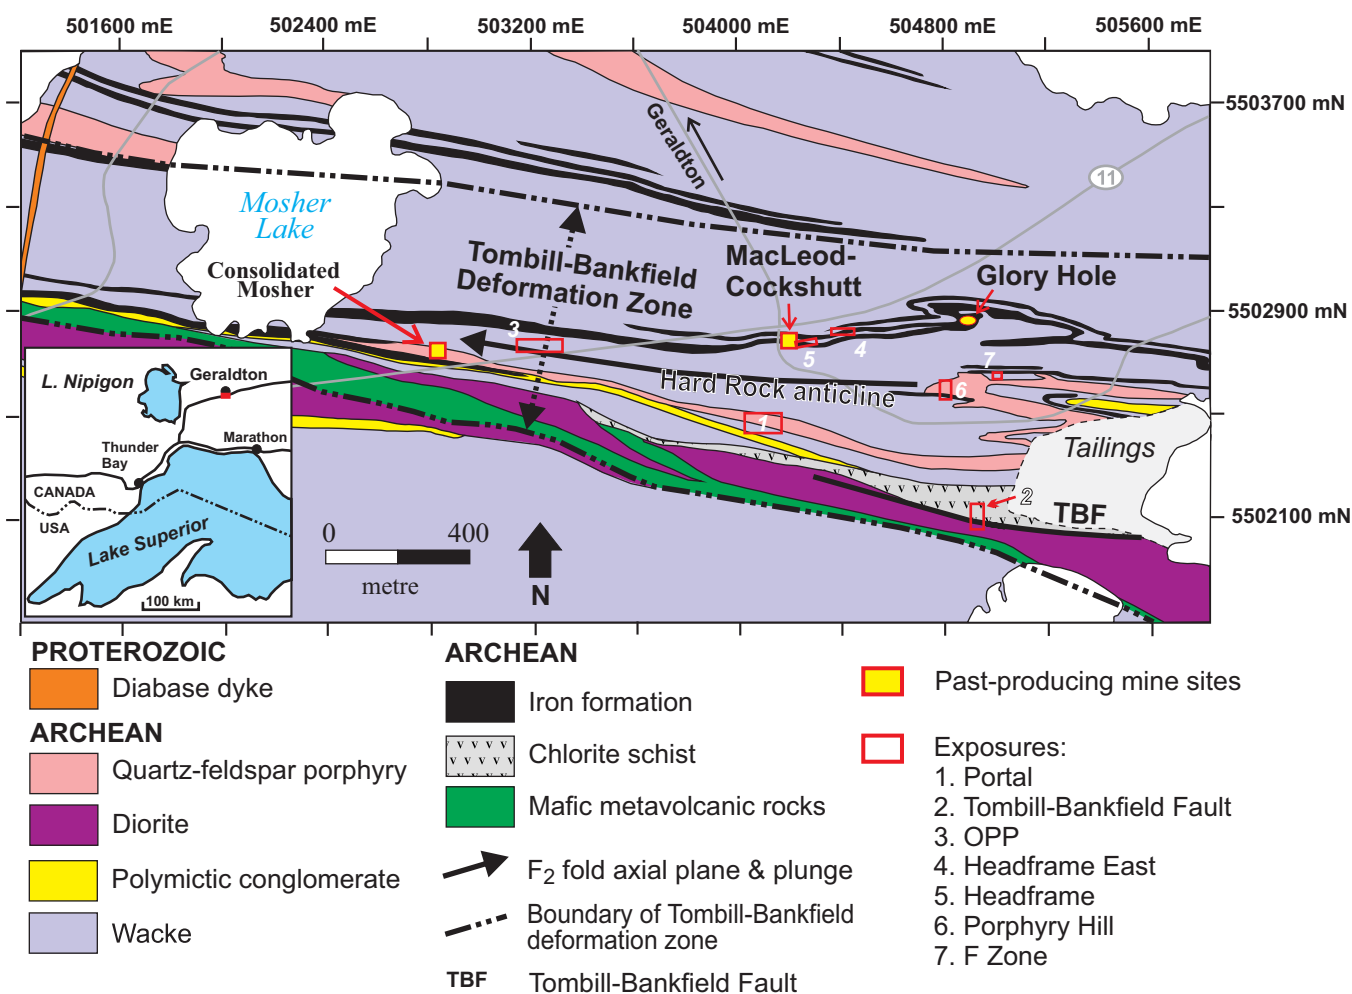 501600 mE
502400 mE
503200 mE
504000 mE
504800 mE
505600 mE
5503700 mN
5502900 mN
5502100 mN
Geraldton
11
Mosher
Lake
Consolidated
Mosher
Tombill-Bankfield
Deformation Zone
MacLeod-
Cockshutt
Glory Hole
3
5
4
7
6
Hard Rock anticline
1
Tailings
2
TBF
L. Nipigon
Geraldton
Thunder
Bay
Marathon
CANADA
USA
Lake Superior
100 km
0
400
metre
N
PROTEROZOIC
Diabase dyke
ARCHEAN
Quartz-feldspar porphyry
Diorite
Polymictic conglomerate
Wacke
ARCHEAN
Iron formation
v v v v
Chlorite schist
Mafic metavolcanic rocks
F2 fold axial plane & plunge
Boundary of Tombill-Bankfield
deformation zone
TBF Tombill-Bankfield Fault
Past-producing mine sites
Exposures:
1. Portal
2. Tombill-Bankfield Fault
3. OPP
4. Headframe East
5. Headframe
6. Porphyry Hill
7. F Zone